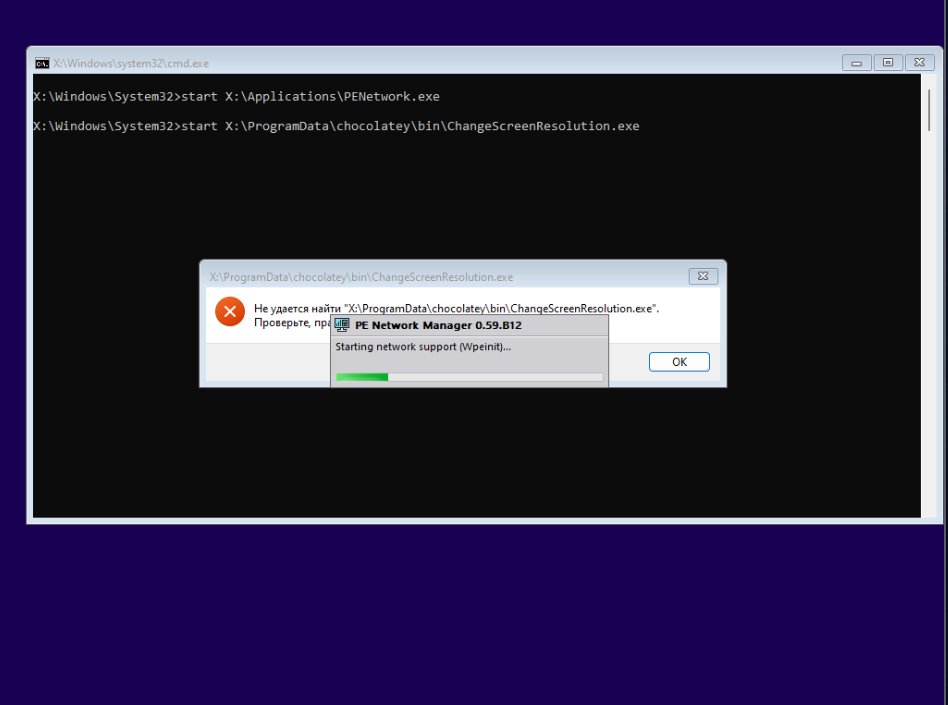 X:\Windows\system32\cmd.exe
X:\Windows\System32>start X:\Applications\PENetwork.exe
X:\Windows\System32>start X:\ProgramData\chocolatey\bin\ChangeScreenResolution.exe
X:\ProgramData\chocolatey\bin\ChangeScreenResolution.exe
Не удается найти "X:\ProgramData\chocolatey\bin\ChangeScreenResolution.exe".
Проверьте,
PE Network Manager 0.59.B12
Starting network support (Wpeinit)...
OK